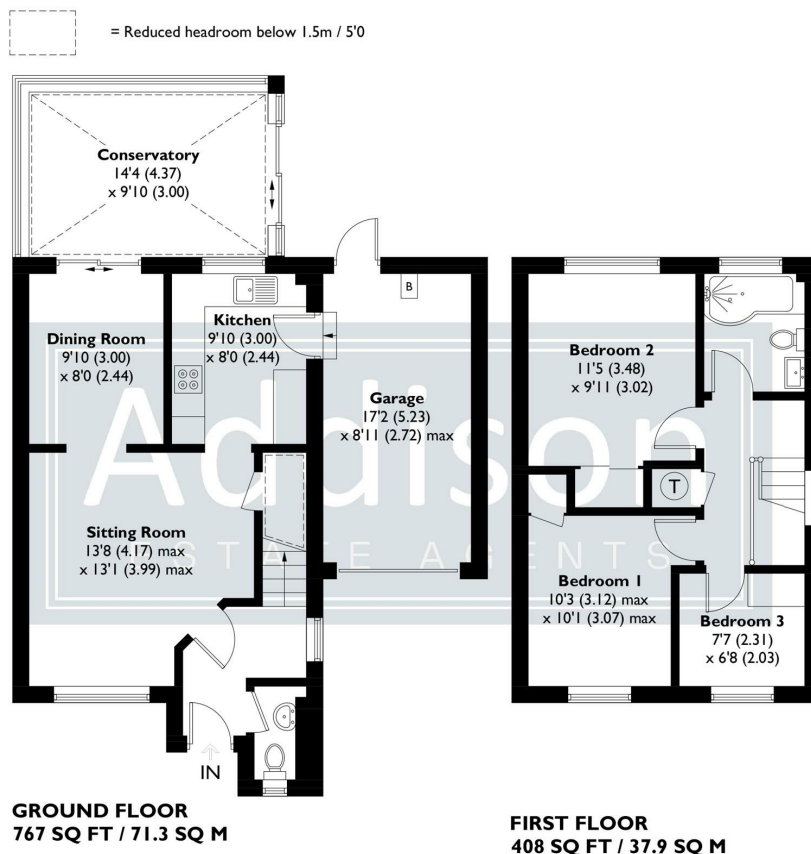 = Reduced headroom below 1.5m / 5'0
Conservatory
14'4 (4.37)
x 9'10 (3.00)
Dining Room
9'10 (3.00)
x 8'0 (2.44)
Kitchen
9'10 (3.00)
x 8'0 (2.44)
B
Garage
17'2 (5.23)
x 8'11 (2.72) max
Sitting Room
13'8 (4.17) max
x 13'1 (3.99) max
IN
Bedroom 2
11'5 (3.48)
x 9'11 (3.02)
T
Bedroom 1
10'3 (3.12) max
x 10'1 (3.07) max
Bedroom 3
7'7 (2.31)
x 6'8 (2.03)
Addison
ESTATE AGENTS
GROUND FLOOR
767 SQ FT / 71.3 SQ M
FIRST FLOOR
408 SQ FT / 37.9 SQ M